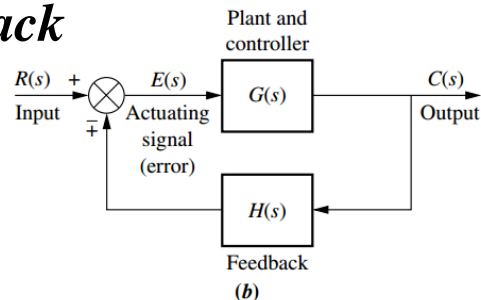 ack
Plant and
controller
R(s) +
E(s)
G(s)
C(s)
Input
∓
Actuating
signal
(error)
Output
H(s)
Feedback
(b)